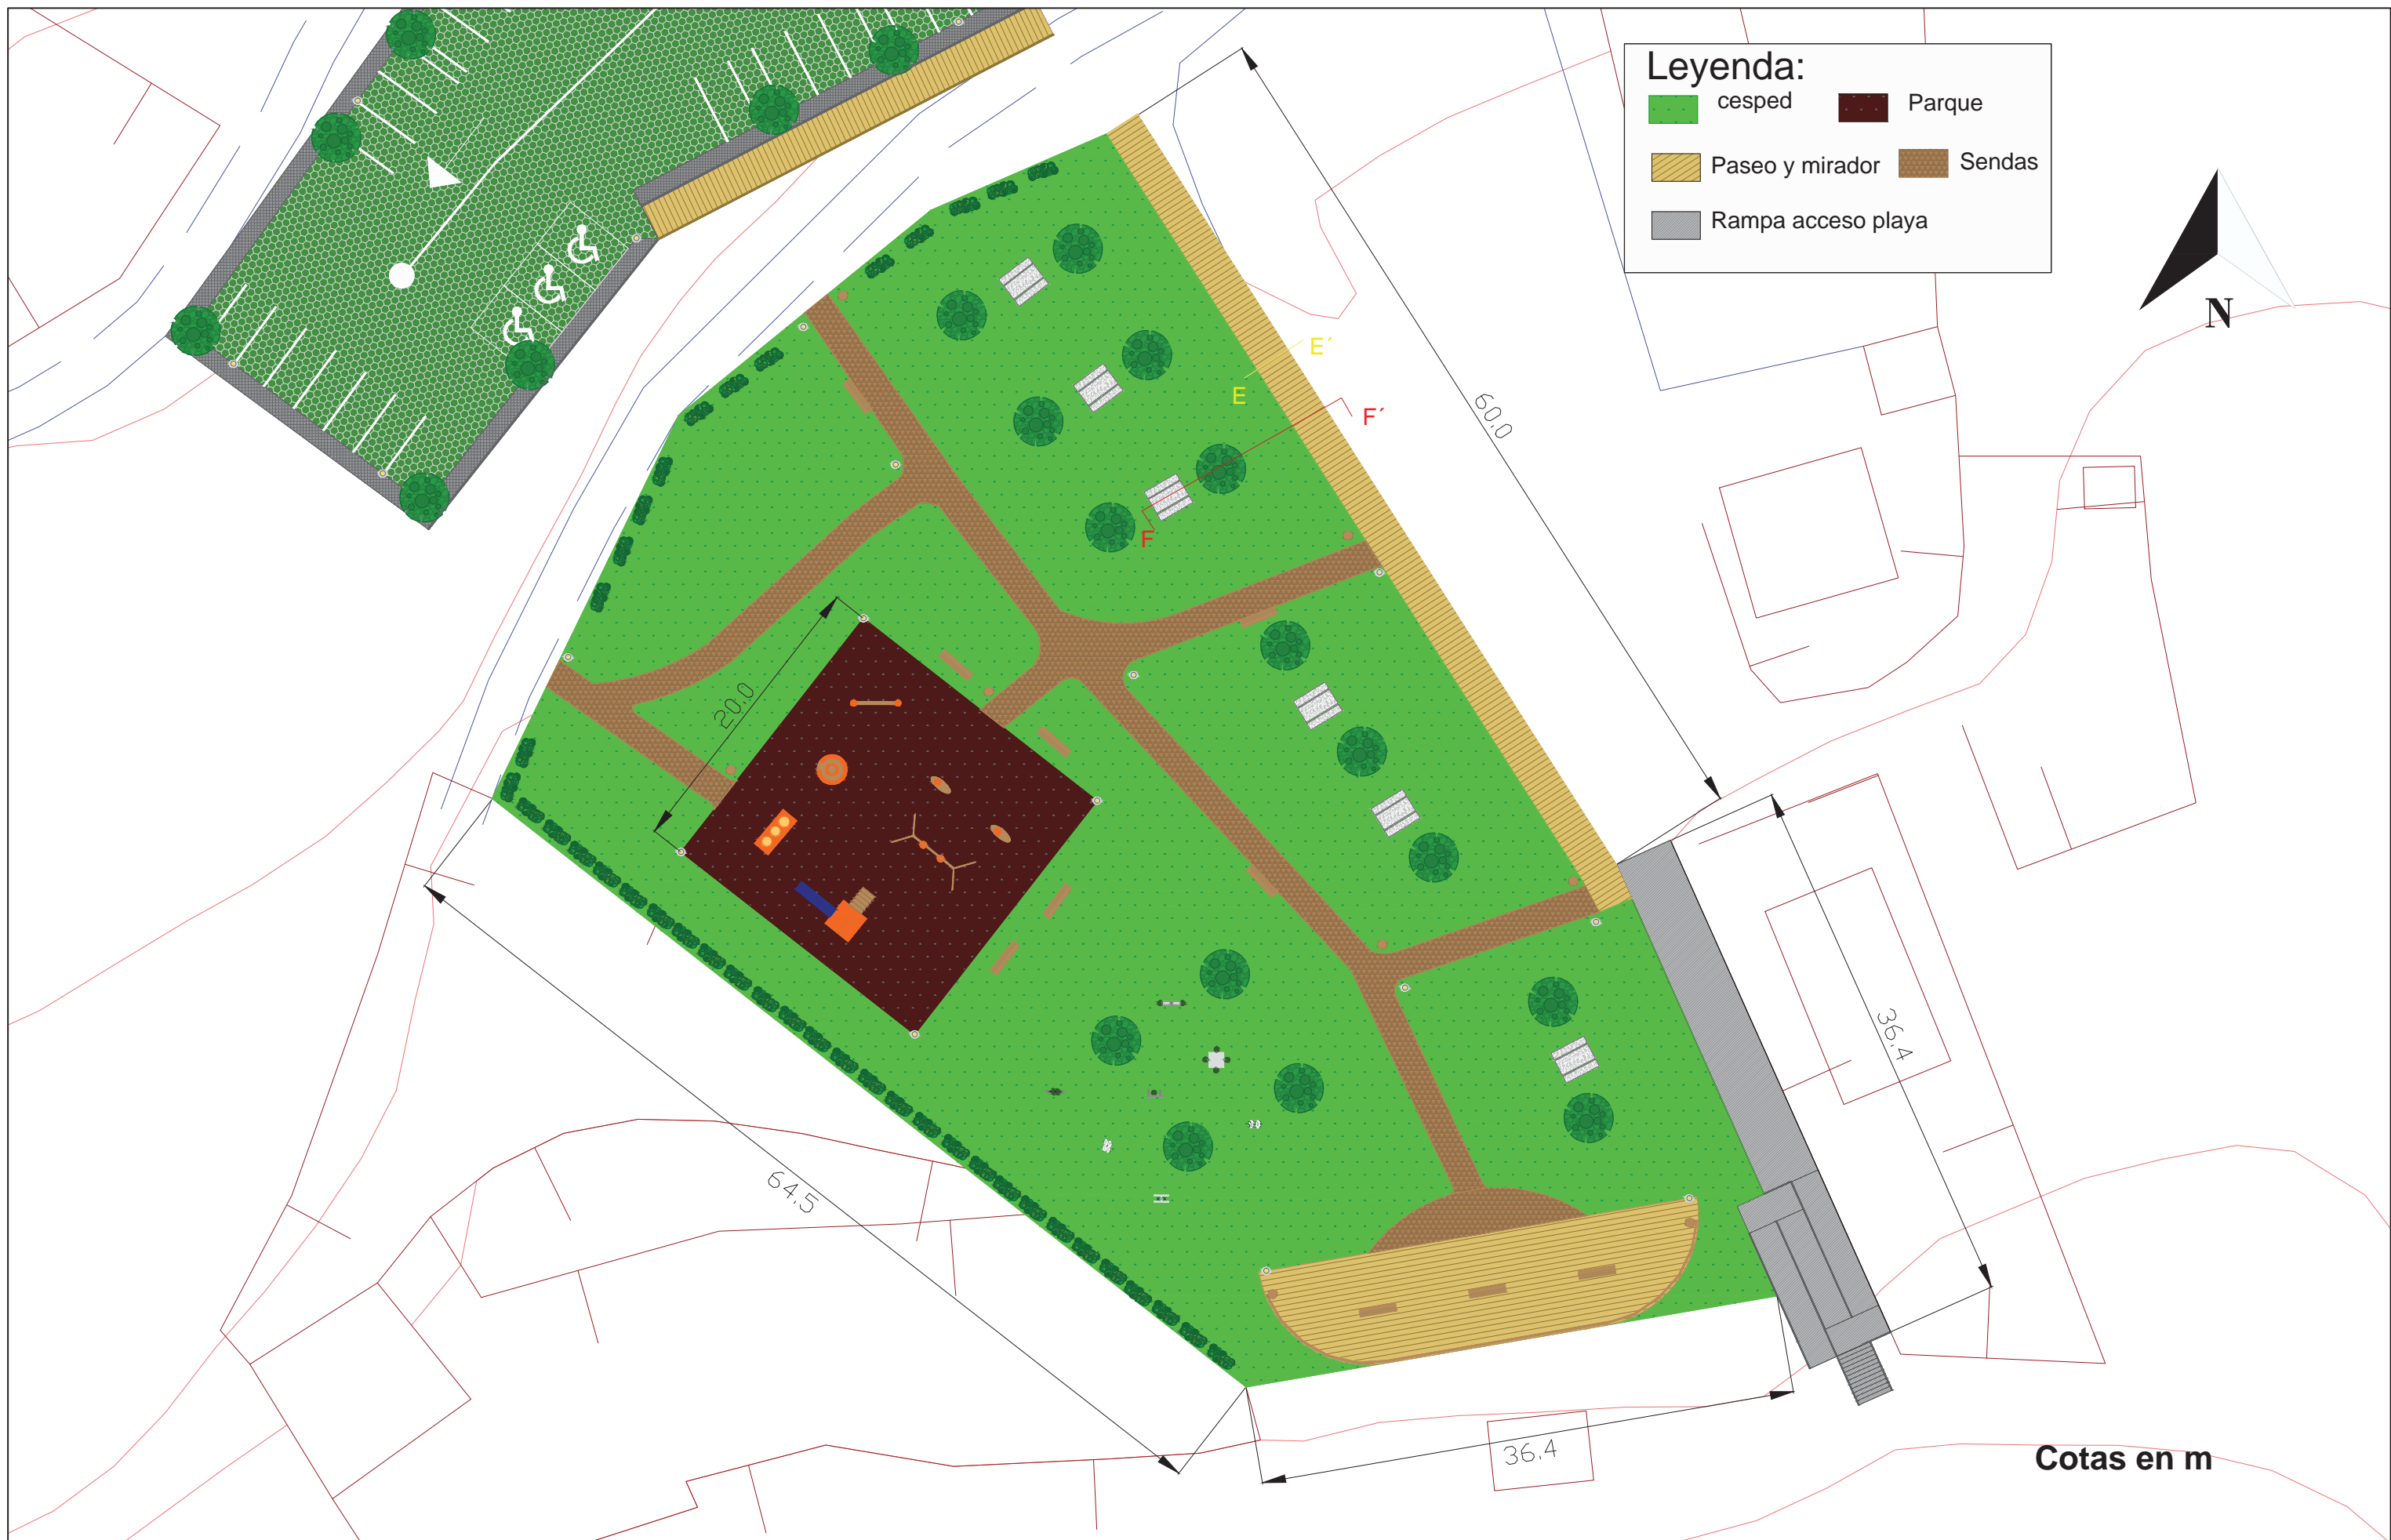 Leyenda:
cesped
Parque
Paseo y mirador
Sendas
Rampa acceso playa
N
E´
E
F´
F
60,0
20,0
36,4
64,5
36,4
Cotas en m